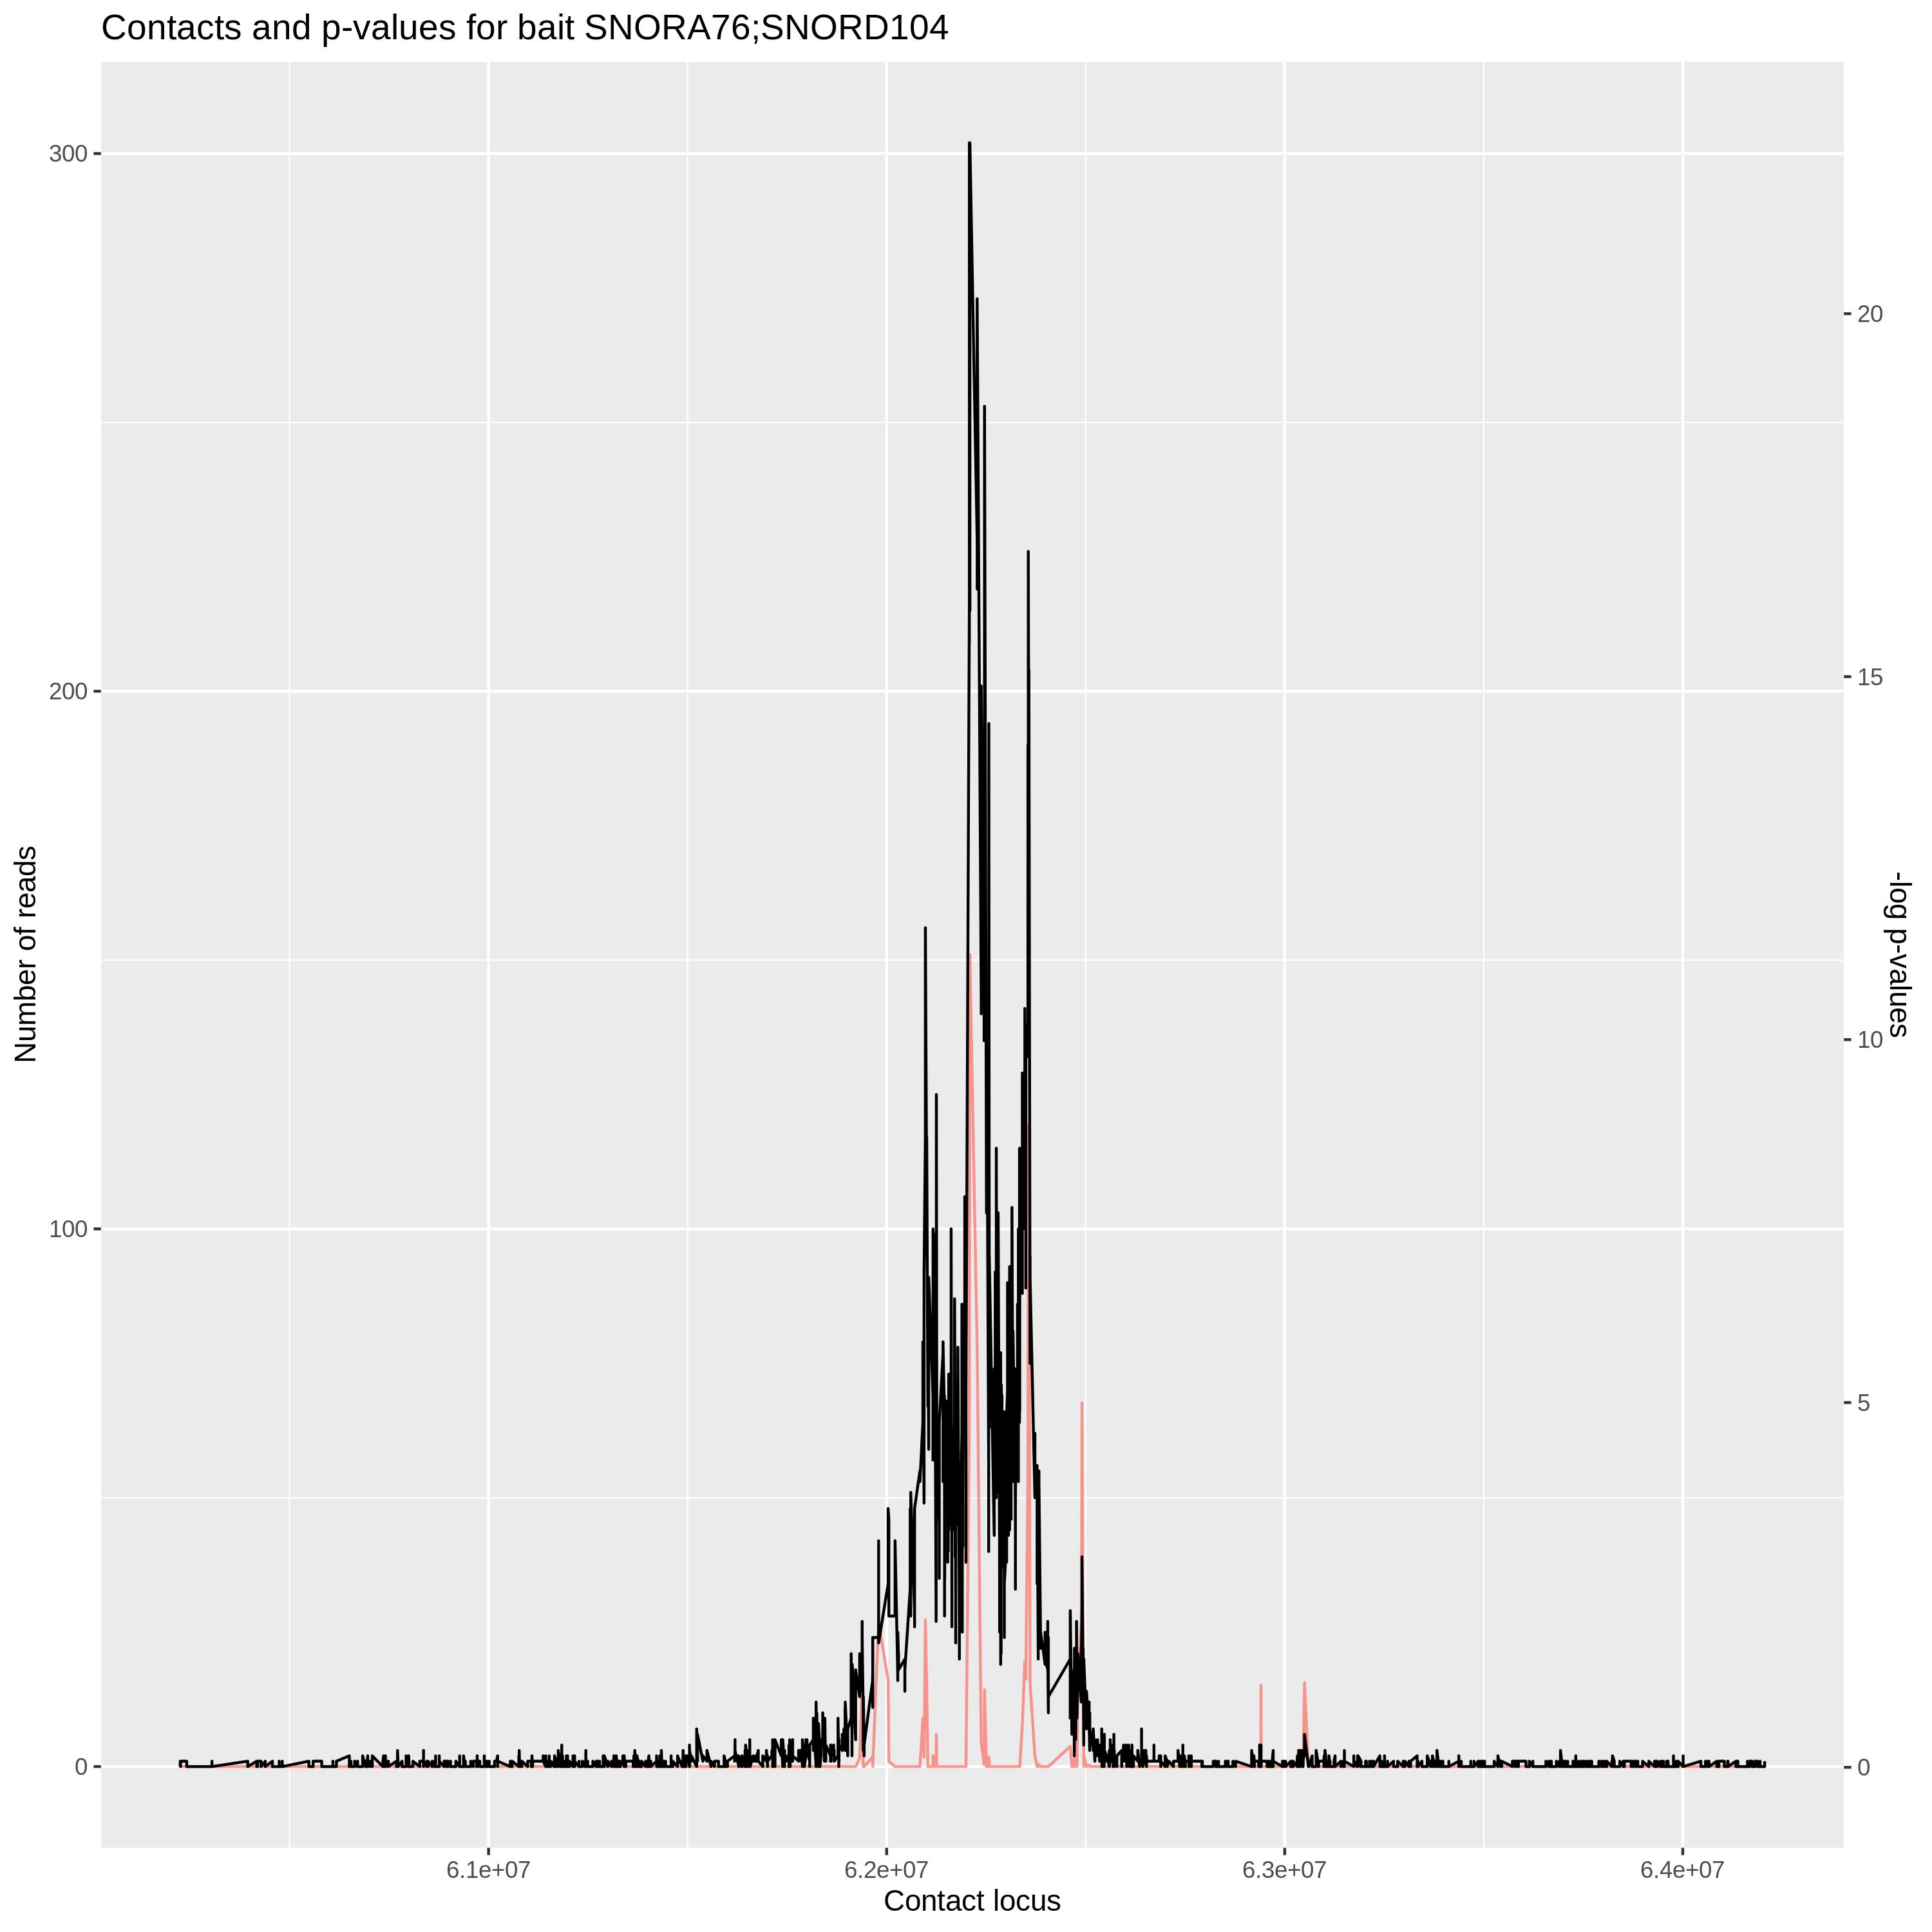 Contacts and p-values for bait SNORA76;SNORD104
300
200
100
0
Number of reads
20
15
10
5
0
-log p-values
6.1e+07
6.2e+07
6.3e+07
6.4e+07
Contact locus